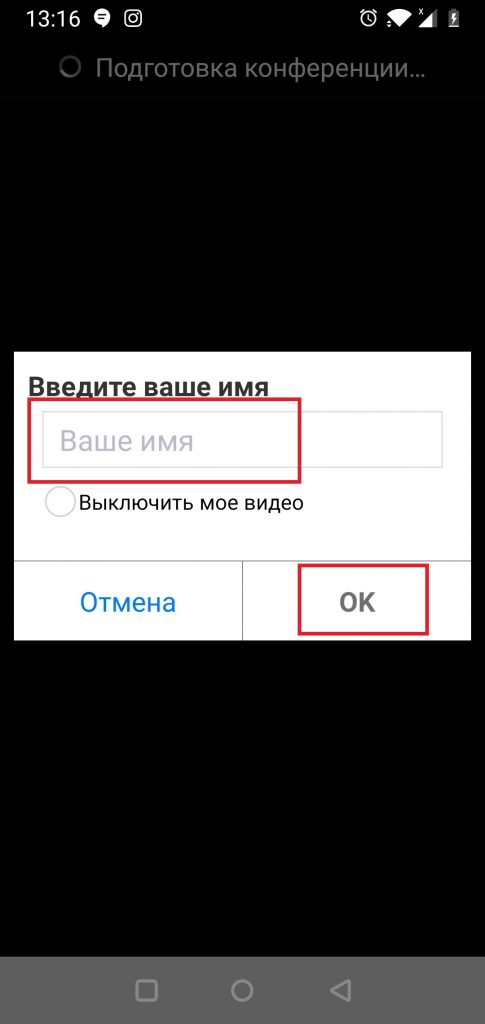 13:16
Подготовка конференции...
Введите ваше имя
Ваше имя
Выключить мое видео
Отмена
OK